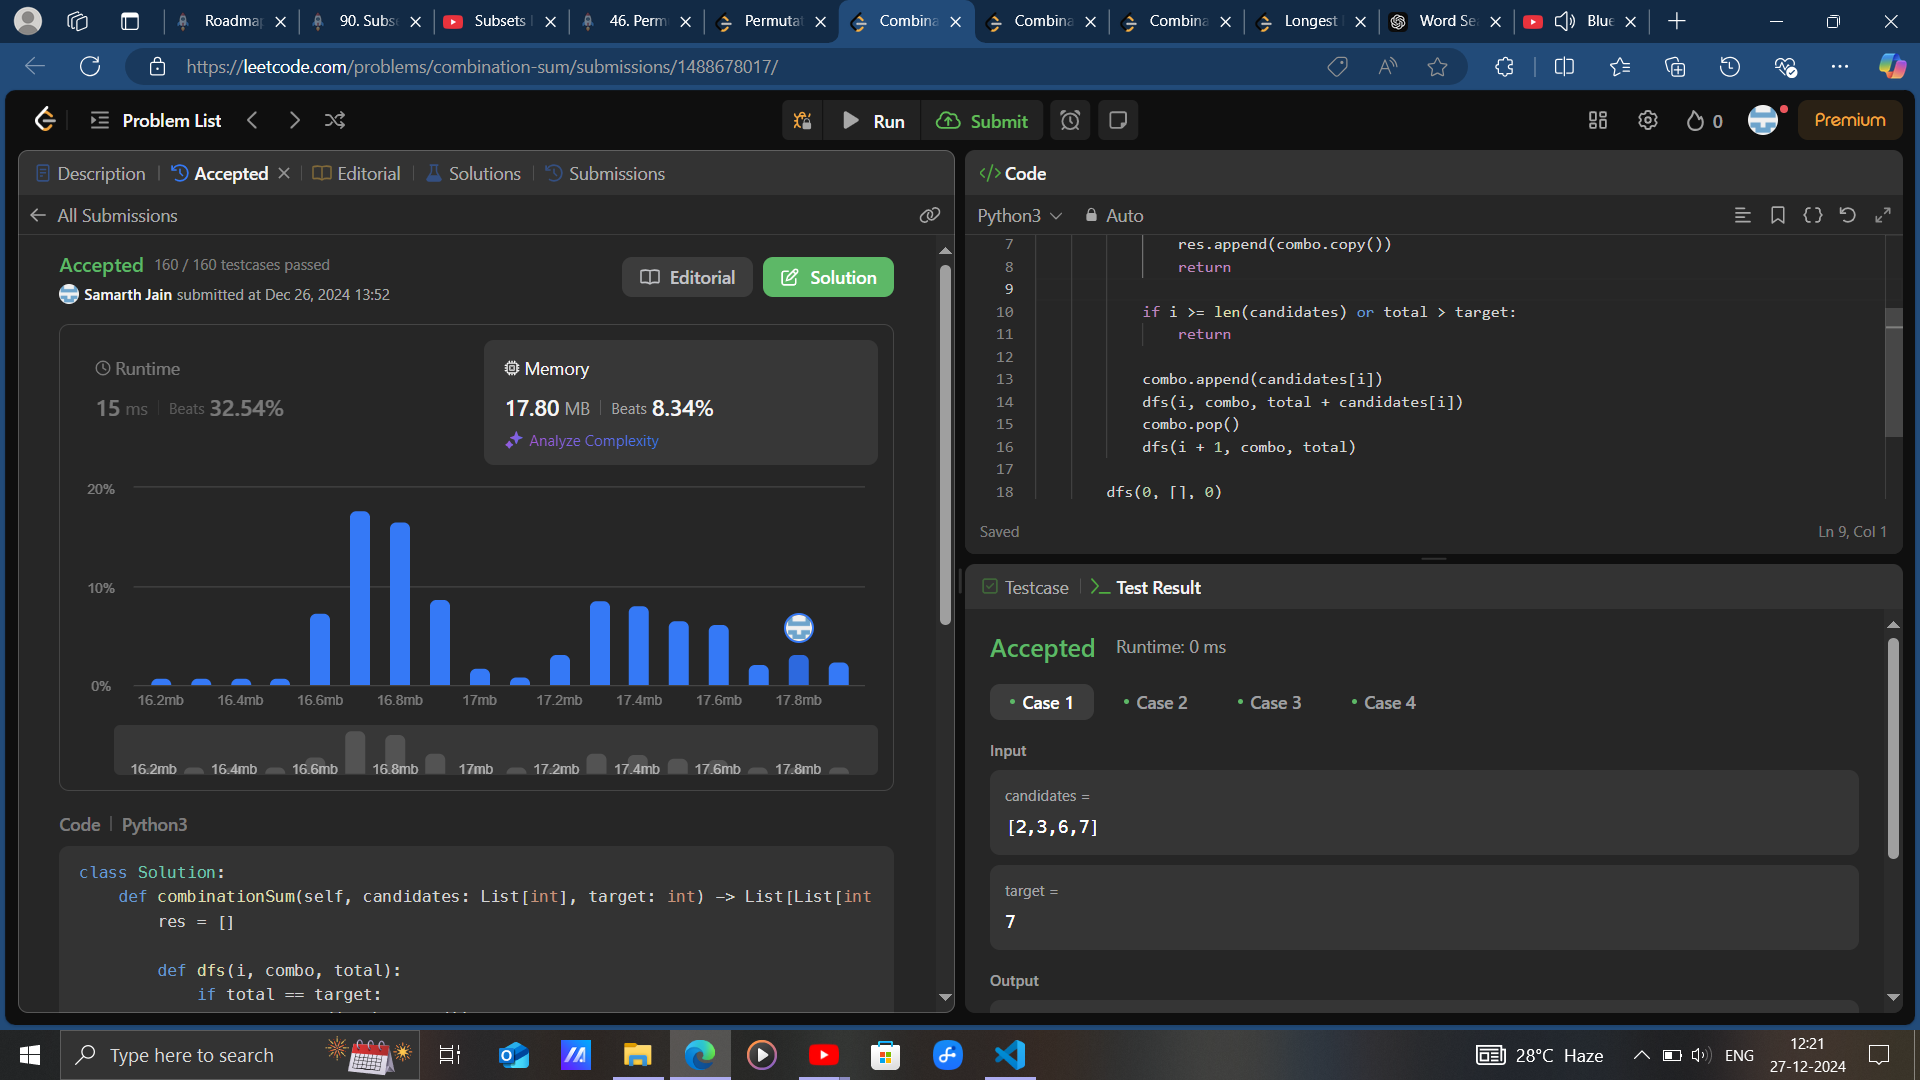 Roadma
90. Subs
Subsets
46. Perm
Permutat
Combina
Combina
Combina
Longest
Word Se
Blue
https://leetcode.com/problems/combination-sum/submissions/1488678017/
Problem List
Run
Submit
0
Premium
Description
Accepted
Editorial
Solutions
Submissions
All Submissions
Accepted 160 / 160 testcases passed
Samarth Jain submitted at Dec 26, 2024 13:52
Editorial
Solution
Runtime
15 ms
Beats 32.54%
Memory
17.80 MB
Beats 8.34%
Analyze Complexity
20%
10%
0%
16.2mb 16.4mb 16.6mb 16.8mb 17mb 17.2mb 17.4mb 17.6mb 17.8mb
16.2mb 16.4mb 16.6mb 16.8mb 17mb 17.2mb 17.4mb 17.6mb 17.8mb
Code
Python3
class Solution:
def combinationSum(self, candidates: List[int], target: int) -> List[List[int
res = []
def dfs(i, combo, total):
if total == target:
Code
Python3
Auto
7 res.append(combo.copy())
8 return
9
10 if i >= len(candidates) or total > target:
11 return
12
13 combo.append(candidates[i])
14 dfs(i, combo, total + candidates[i])
15 combo.pop()
16 dfs(i + 1, combo, total)
17
18 dfs(0, [], 0)
Saved
Ln 9, Col 1
Testcase
Test Result
Accepted Runtime: 0 ms
Case 1
Case 2
Case 3
Case 4
Input
candidates =
[2,3,6,7]
target =
7
Output
Type here to search
28°C Haze
ENG
12:21
27-12-2024